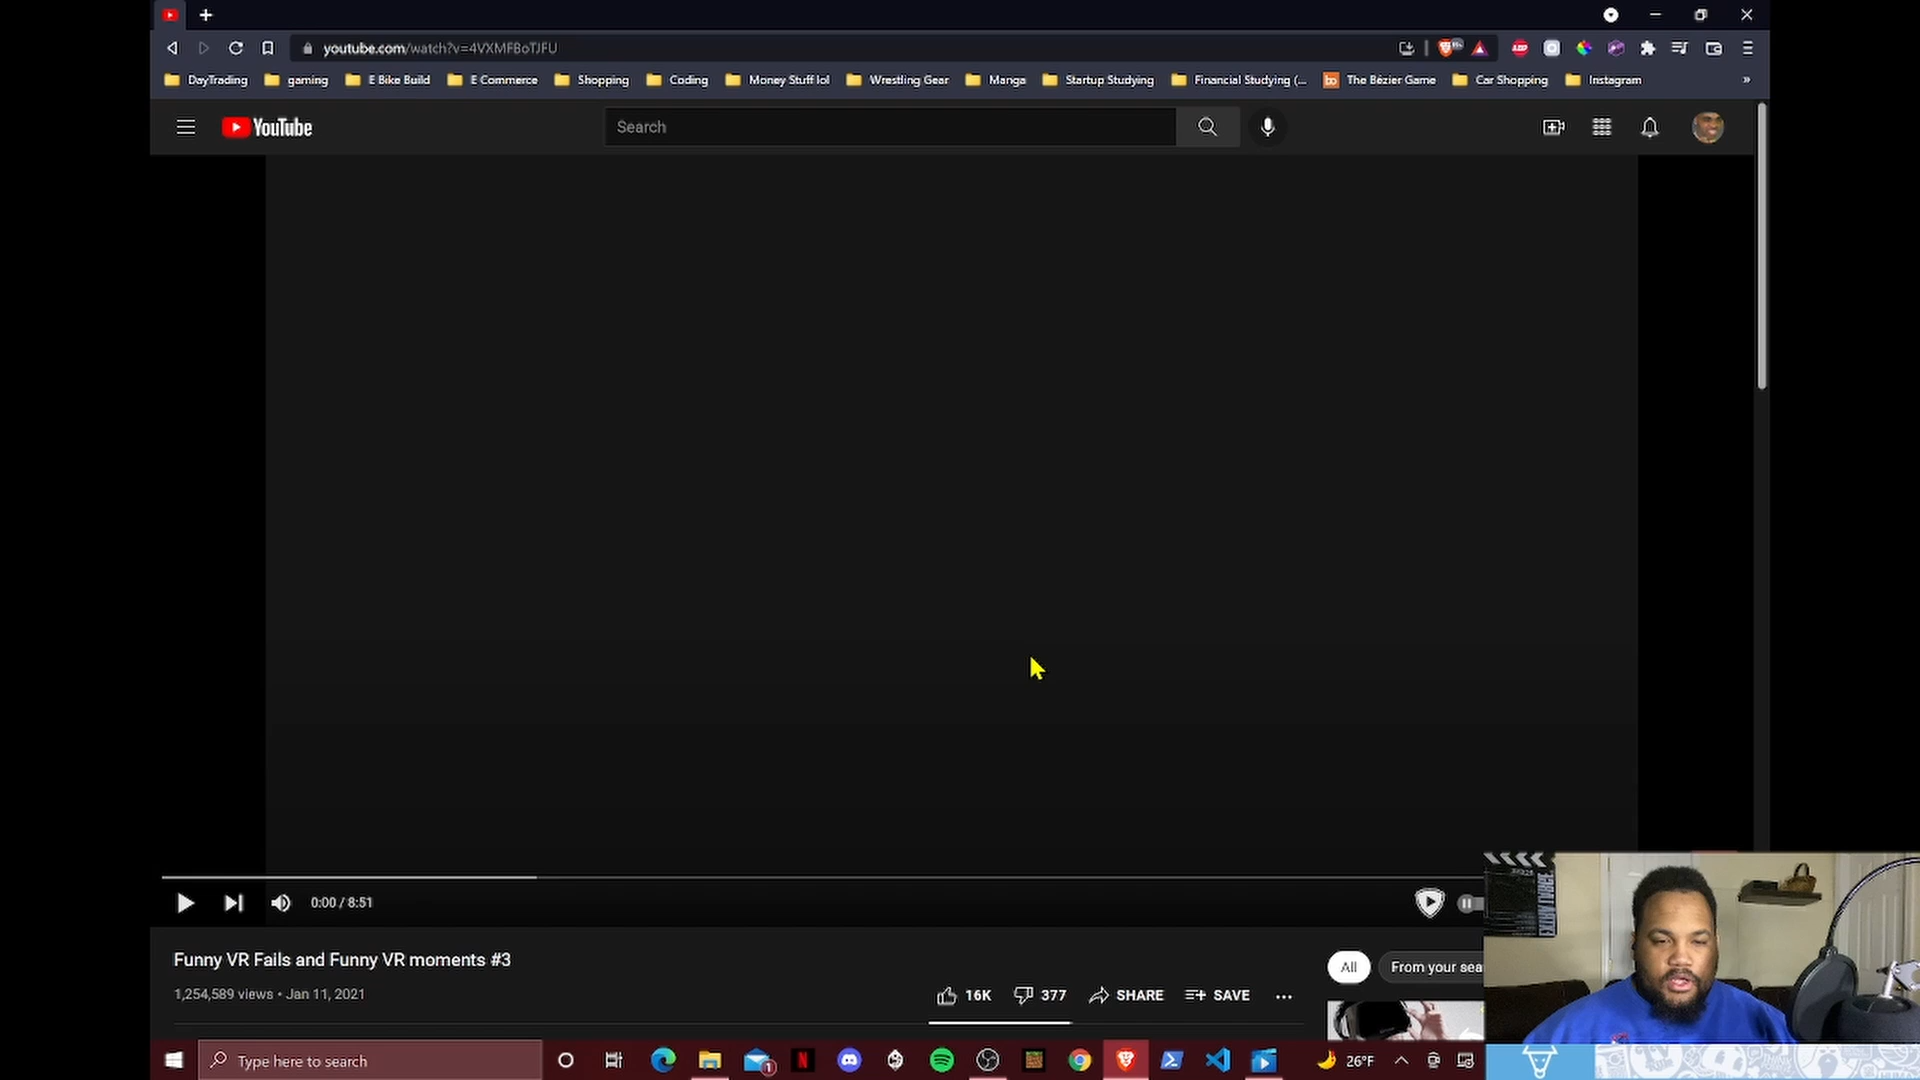 youtube.com/watch?v=4VXMFBoTJFU
DayTrading gaming E Bike Build E Commerce Shopping Coding Money Stuff lol Wrestling Gear Manga Startup Studying Financial Studying (... The Bézier Game Car Shopping Instagram »
YouTube
Search
0:00 / 8:51
Funny VR Fails and Funny VR moments #3
1,254,589 views • Jan 11, 2021
16K 377 SHARE SAVE ...
All
From your sea
Type here to search
26°F